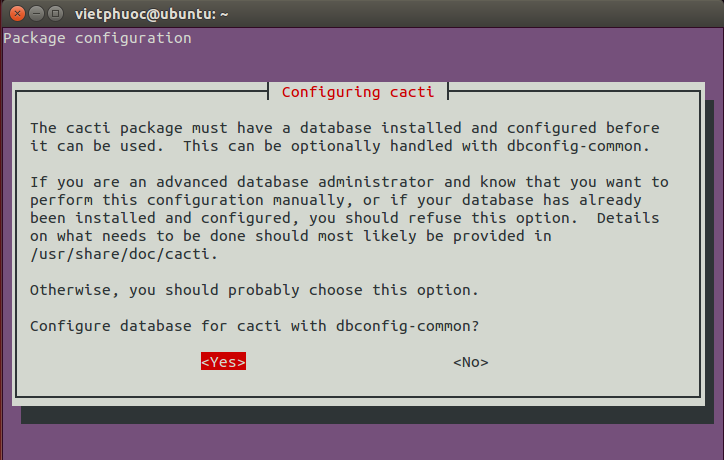 vietphuoc@ubuntu: ~
Package configuration
Configuring cacti
The cacti package must have a database installed and configured before
it can be used.  This can be optionally handled with dbconfig-common.
If you are an advanced database administrator and know that you want to
perform this configuration manually, or if your database has already
been installed and configured, you should refuse this option.  Details
on what needs to be done should most likely be provided in
/usr/share/doc/cacti.
Otherwise, you should probably choose this option.
Configure database for cacti with dbconfig-common?
<Yes> <No>